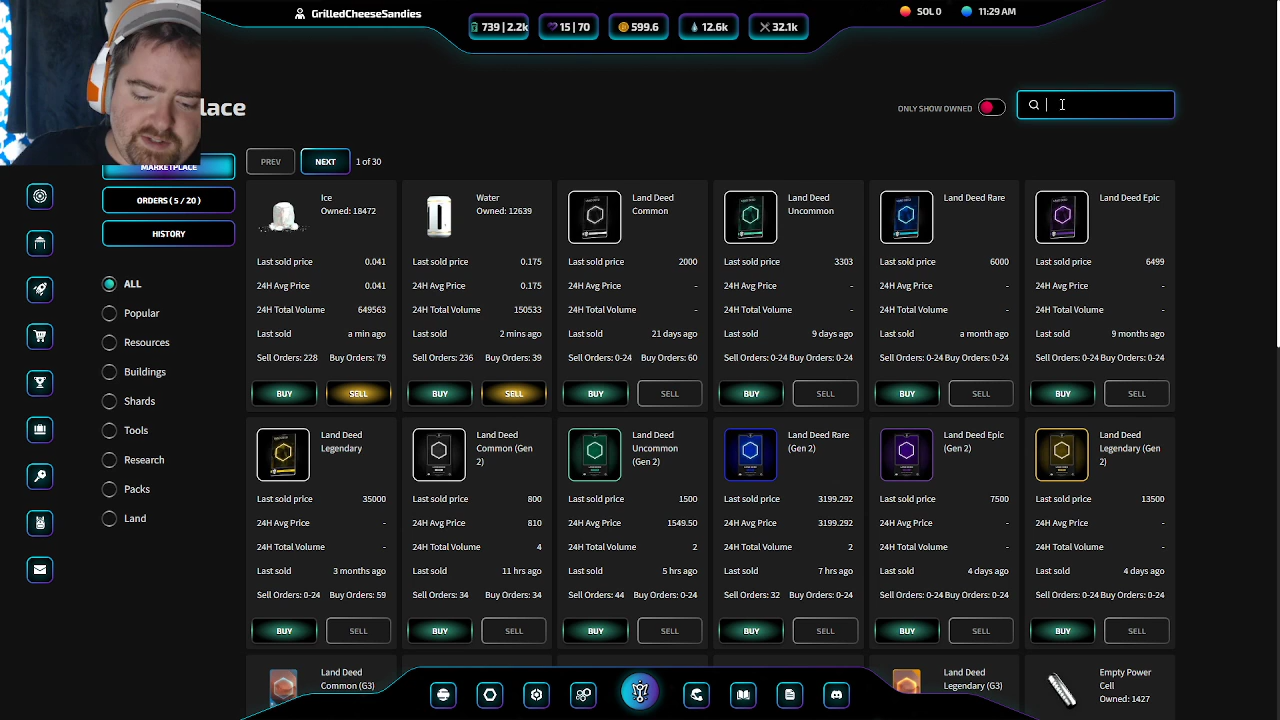 GrilledCheeseSandies
739 | 2.2k
15 | 70
599.6
12.6k
32.1k
SOL 0
11:29 AM
lace
ONLY SHOW OWNED
MARKETPLACE
ORDERS ( 5 / 20 )
HISTORY
PREV
NEXT
1 of 30
ALL
Popular
Resources
Buildings
Shards
Tools
Research
Packs
Land
Ice
Owned: 18472
Last sold price 0.041
24H Avg Price 0.041
24H Total Volume 649563
Last sold a min ago
Sell Orders: 228 Buy Orders: 79
BUY SELL
Water
Owned: 12639
Last sold price 0.175
24H Avg Price 0.175
24H Total Volume 150533
Last sold 2 mins ago
Sell Orders: 236 Buy Orders: 39
BUY SELL
Land Deed
Common
Last sold price 2000
24H Avg Price -
24H Total Volume -
Last sold 21 days ago
Sell Orders: 0-24 Buy Orders: 60
BUY SELL
Land Deed
Uncommon
Last sold price 3303
24H Avg Price -
24H Total Volume -
Last sold 9 days ago
Sell Orders: 0-24 Buy Orders: 0-24
BUY SELL
Land Deed Rare
Last sold price 6000
24H Avg Price -
24H Total Volume -
Last sold a month ago
Sell Orders: 0-24 Buy Orders: 0-24
BUY SELL
Land Deed Epic
Last sold price 6499
24H Avg Price -
24H Total Volume -
Last sold 9 months ago
Sell Orders: 0-24 Buy Orders: 0-24
BUY SELL
Land Deed
Legendary
Last sold price 35000
24H Avg Price -
24H Total Volume -
Last sold 3 months ago
Sell Orders: 0-24 Buy Orders: 59
BUY SELL
Land Deed
Common (Gen
2)
Last sold price 800
24H Avg Price 810
24H Total Volume 4
Last sold 11 hrs ago
Sell Orders: 34 Buy Orders: 34
BUY SELL
Land Deed
Uncommon
(Gen 2)
Last sold price 1500
24H Avg Price 1549.50
24H Total Volume 2
Last sold 5 hrs ago
Sell Orders: 44 Buy Orders: 0-24
BUY SELL
Land Deed Rare
(Gen 2)
Last sold price 3199.292
24H Avg Price 3199.292
24H Total Volume 2
Last sold 7 hrs ago
Sell Orders: 32 Buy Orders: 0-24
BUY SELL
Land Deed Epic
(Gen 2)
Last sold price 7500
24H Avg Price -
24H Total Volume -
Last sold 4 days ago
Sell Orders: 0-24 Buy Orders: 0-24
BUY SELL
Land Deed
Legendary (Gen
2)
Last sold price 13500
24H Avg Price -
24H Total Volume -
Last sold 4 days ago
Sell Orders: 0-24 Buy Orders: 0-24
BUY SELL
Land Deed
Common (G3)
Land Deed
Legendary (G3)
Empty Power
Cell
Owned: 1427